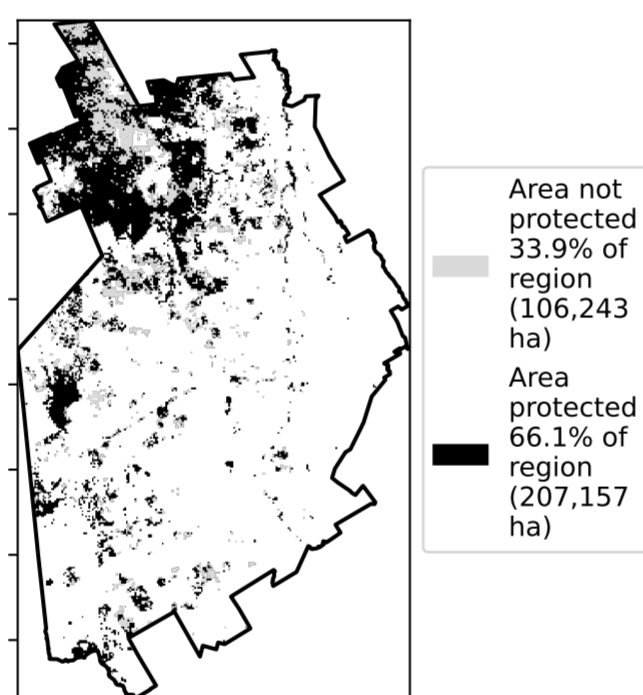 Area not
protected
33.9% of
region
(106,243
ha)
Area
protected
66.1% of
region
(207,157
ha)